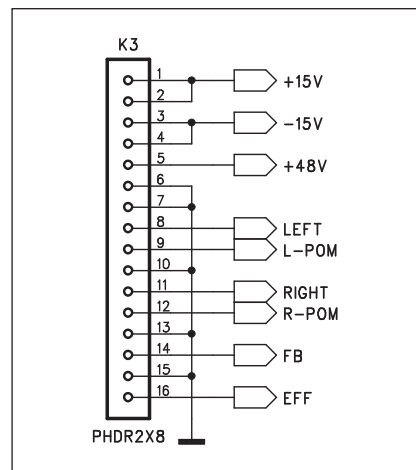 K3
1 +15V
2
3 -15V
4
5 +48V
6
7
8 LEFT
9 L-POM
10
11 RIGHT
12 R-POM
13
14 FB
15
16 EFF
PHDR2X8